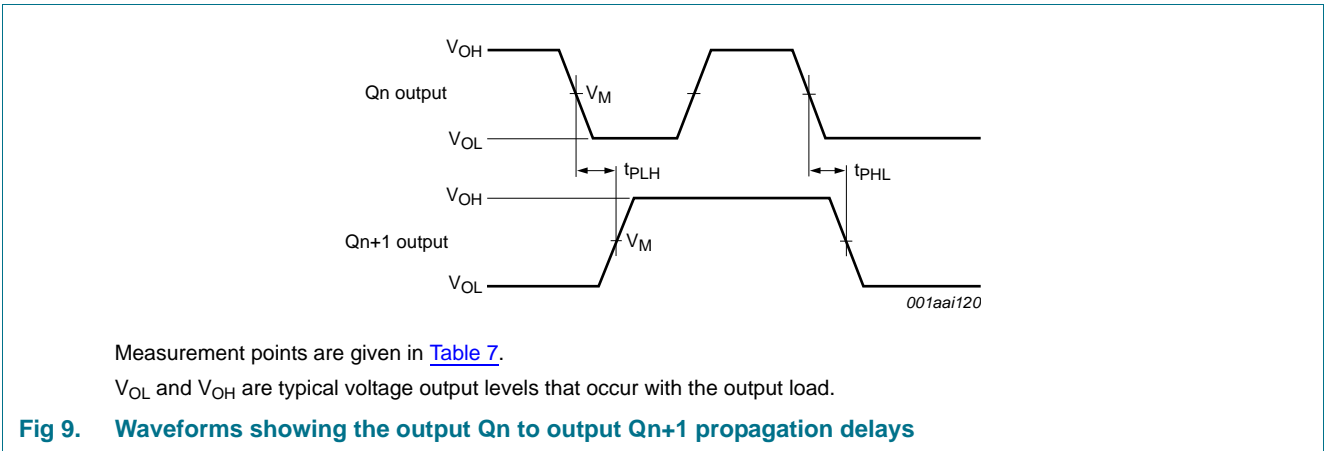 VOH
Qn output
VM
VOL
tPLH
tPHL
VOH
Qn+1 output
VM
VOL
001aai120
Measurement points are given in Table 7.
VOL and VOH are typical voltage output levels that occur with the output load.
Fig 9. Waveforms showing the output Qn to output Qn+1 propagation delays